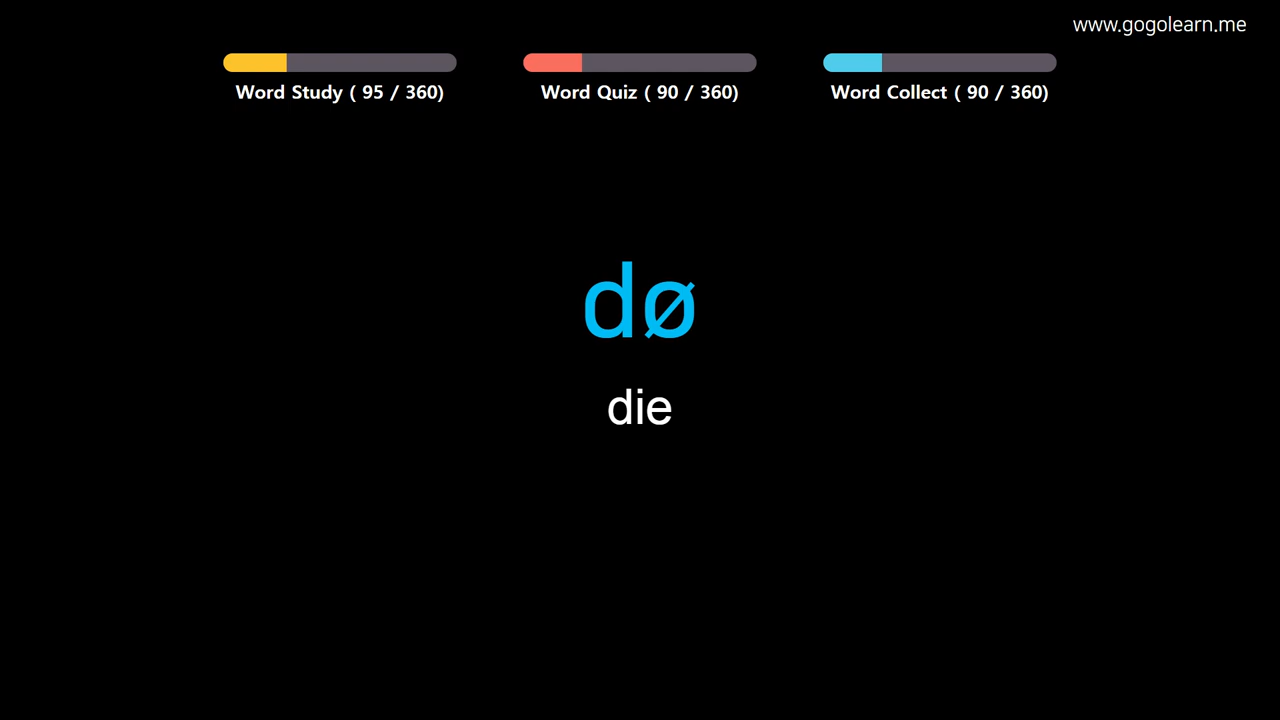 www.gogolearn.me
Word Study ( 95 / 360)
Word Quiz ( 90 / 360)
Word Collect ( 90 / 360)
dø
die